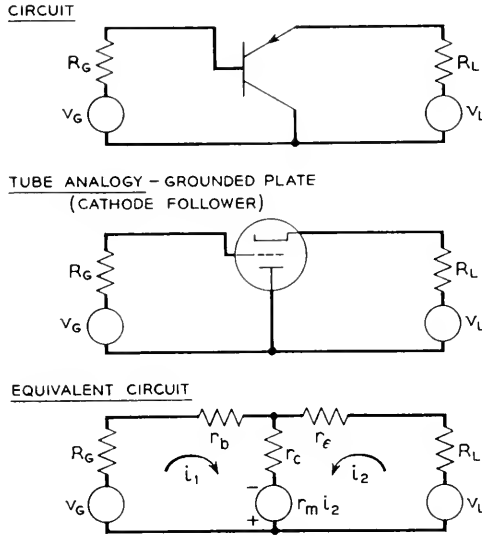 CIRCUIT
R_G
R_L
V_G
V_L
TUBE ANALOGY – GROUNDED PLATE
(CATHODE FOLLOWER)
R_G
R_L
V_G
V_L
EQUIVALENT CIRCUIT
r_b
r_ε
R_G
r_c
R_L
i_1
i_2
–
V_G
r_m i_2
V_L
+